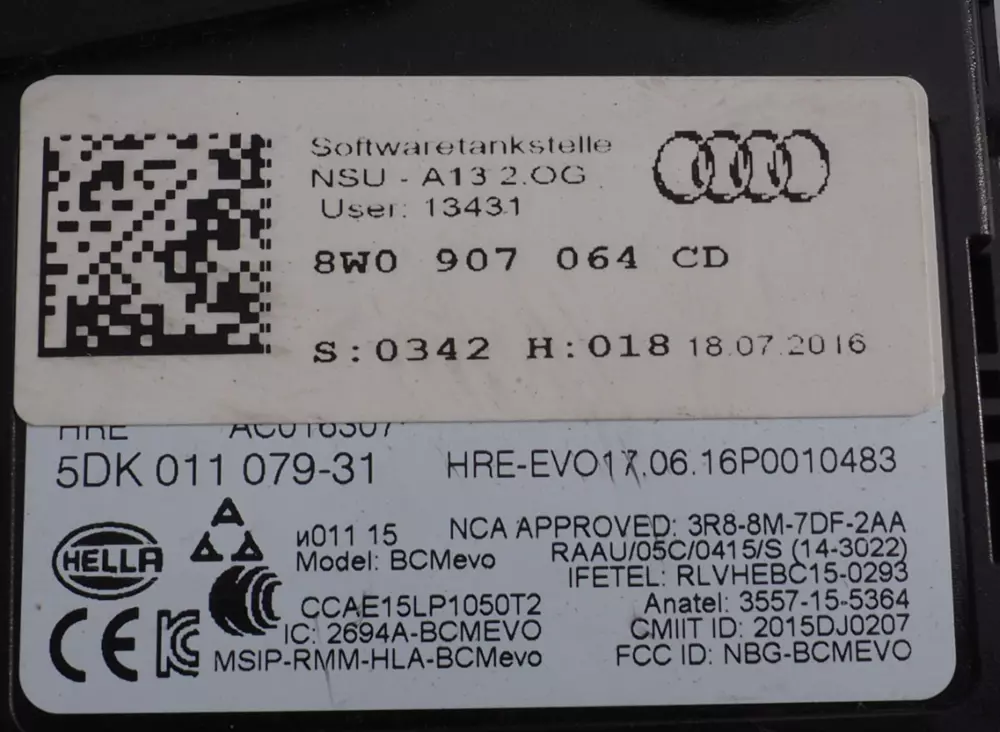 Softwaretankstelle
NSU - A13 2.OG
User: 13431
8W0 907 064 CD
S:0342 H:018 18.07.2016
HRE AC016307
5DK 011 079-31 HRE-EVO17.06.16P0010483
HELLA
и011 15
Model: BCMevo
CCAE15LP1050T2
IC: 2694A-BCMEVO
MSIP-RMM-HLA-BCMevo
NCA APPROVED: 3R8-8M-7DF-2AA
RAAU/05C/0415/S (14-3022)
IFETEL: RLVHEBC15-0293
Anatel: 3557-15-5364
CMIIT ID: 2015DJ0207
FCC ID: NBG-BCMEVO
CE